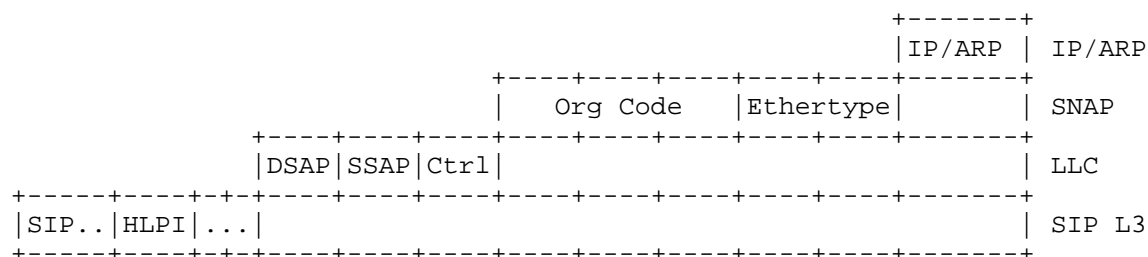 IP/ARP IP/ARP
Org Code Ethertype SNAP
DSAP SSAP Ctrl LLC
SIP.. HLPI ... SIP L3